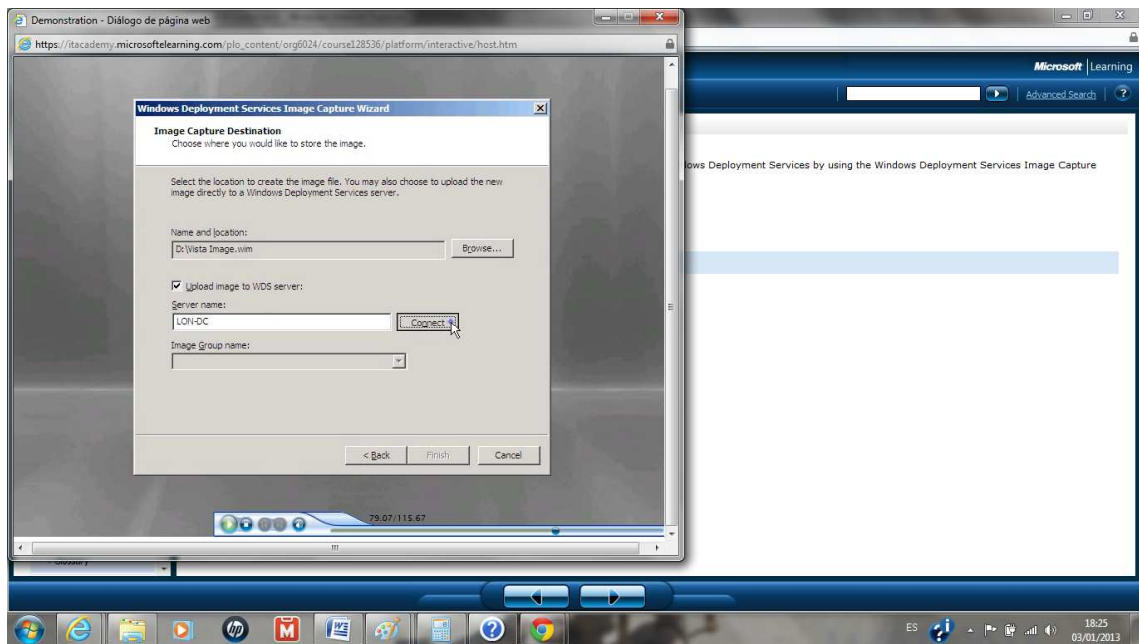 Demonstration - Diálogo de página web
https://itacademy.microsoftelearning.com/plo_content/org6024/course128536/platform/interactive/host.htm
Microsoft | Learning
Advanced Search
Windows Deployment Services Image Capture Wizard
Image Capture Destination
Choose where you would like to store the image.
dows Deployment Services by using the Windows Deployment Services Image Capture
Select the location to create the image file. You may also choose to upload the new
image directly to a Windows Deployment Services server.
Name and location:
D:\Vista Image.wim
Browse...
Upload image to WDS server:
Server name:
LON-DC
Connect
Image Group name:
< Back
Finish
Cancel
79.07/115.67
ES
18:25
03/01/2013